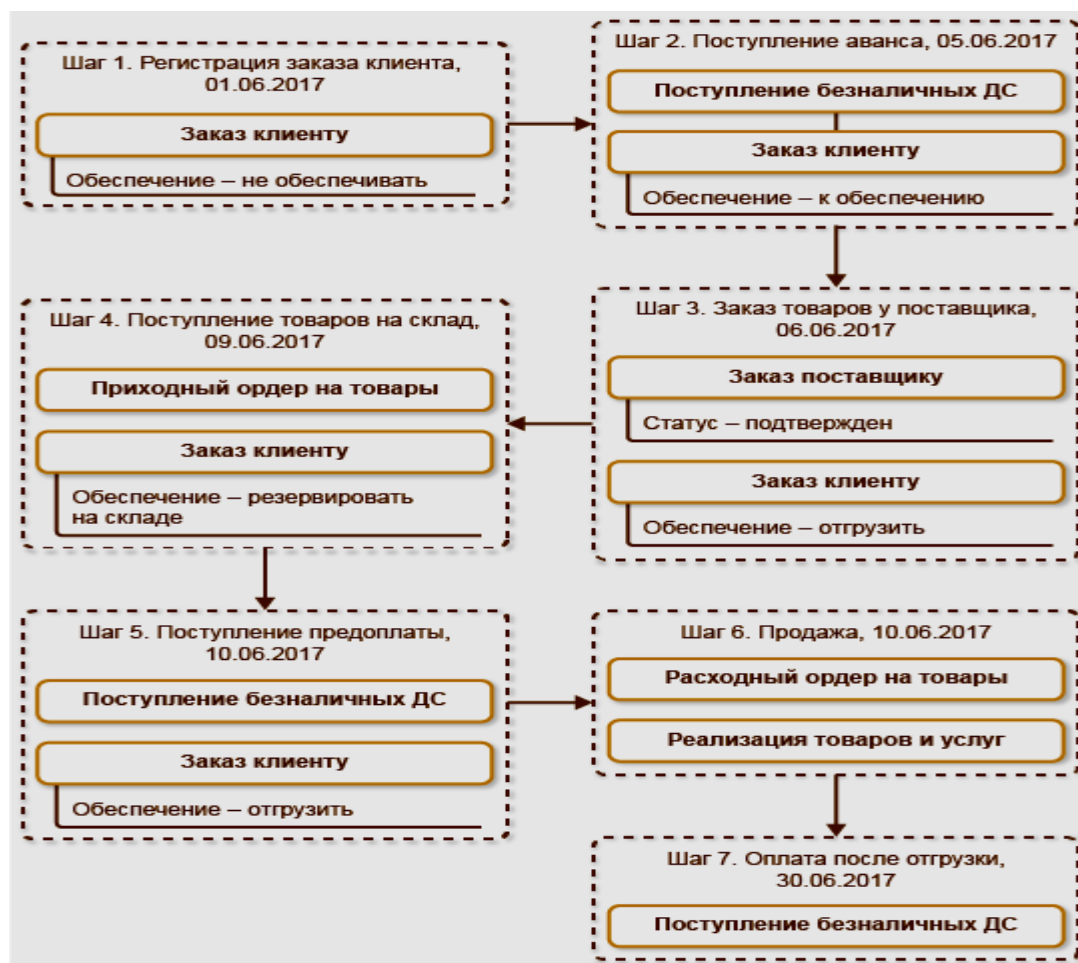 Шаг 1. Регистрация заказа клиента,
01.06.2017
Заказ клиенту
Обеспечение – не обеспечивать
Шаг 2. Поступление аванса, 05.06.2017
Поступление безналичных ДС
Заказ клиенту
Обеспечение – к обеспечению
Шаг 3. Заказ товаров у поставщика,
06.06.2017
Заказ поставщику
Статус – подтвержден
Заказ клиенту
Обеспечение – отгрузить
Шаг 4. Поступление товаров на склад,
09.06.2017
Приходный ордер на товары
Заказ клиенту
Обеспечение – резервировать
на складе
Шаг 5. Поступление предоплаты,
10.06.2017
Поступление безналичных ДС
Заказ клиенту
Обеспечение – отгрузить
Шаг 6. Продажа, 10.06.2017
Расходный ордер на товары
Реализация товаров и услуг
Шаг 7. Оплата после отгрузки,
30.06.2017
Поступление безналичных ДС